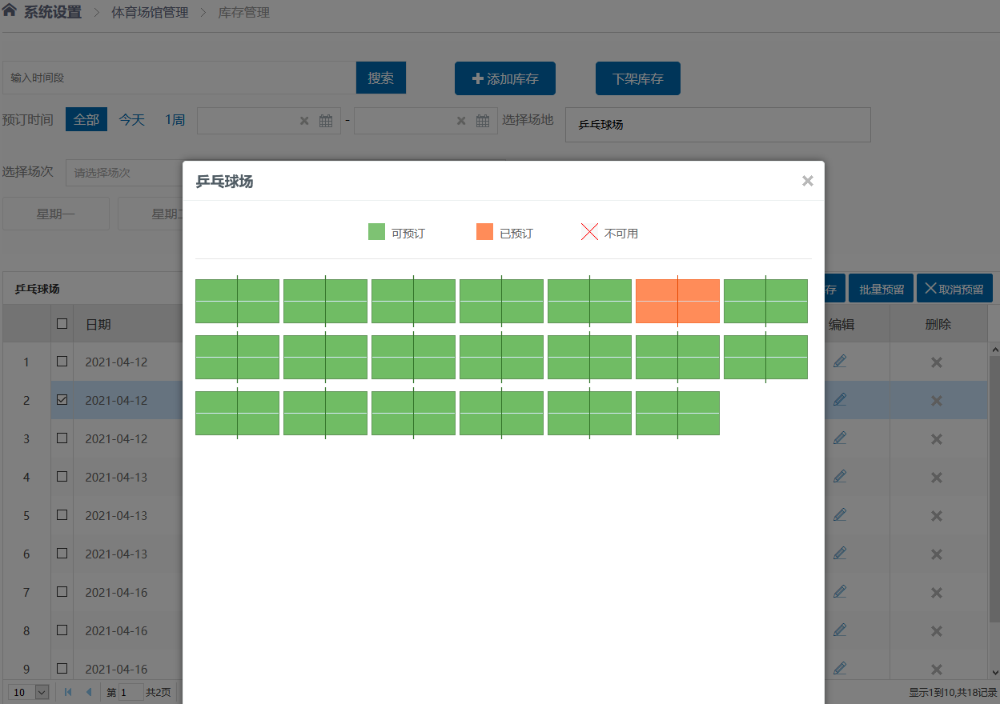 系统设置 > 体育场馆管理 > 库存管理
输入时间段 搜索 添加库存 下架库存
预订时间 全部 今天 1周 - 选择场地 乒乓球场
选择场次 请选择场次
星期一 星期二
乒乓球场
可预订 已预订 不可用
乒乓球场 存 批量预留 取消预留
日期 编辑 删除
1 2021-04-12
2 2021-04-12
3 2021-04-12
4 2021-04-13
5 2021-04-13
6 2021-04-13
7 2021-04-16
8 2021-04-16
9 2021-04-16
10 第 1 共2页 显示1到10,共18记录